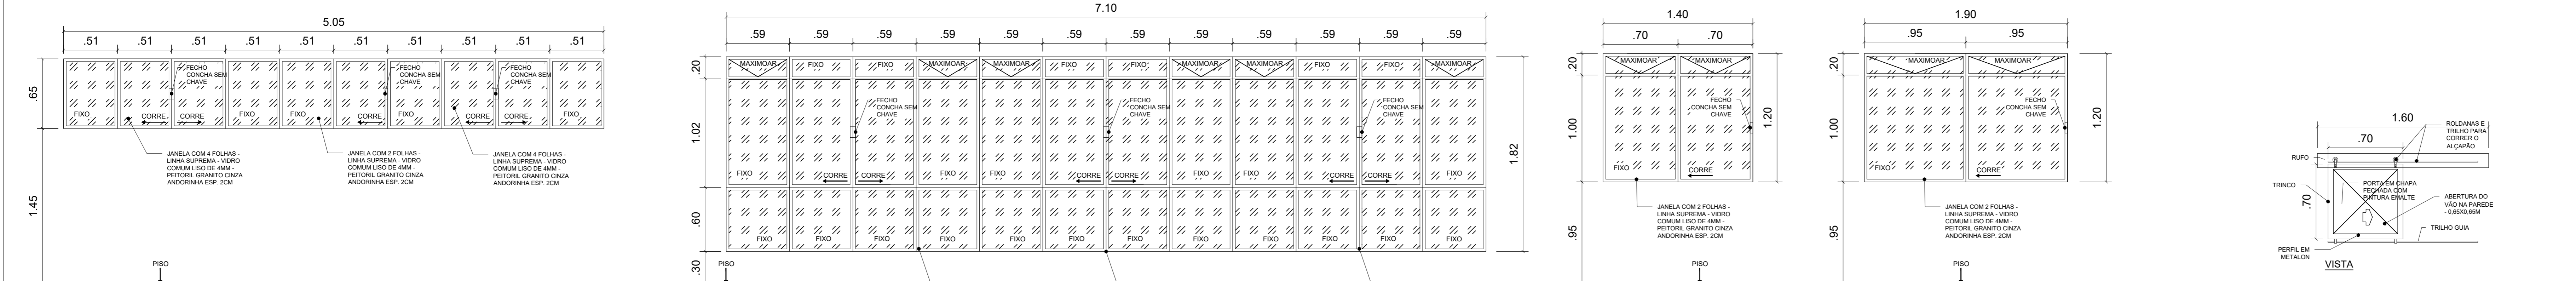 5.05
.51 .51 .51 .51 .51 .51 .51 .51 .51 .51
.65
1.45
FECHO
CONCHA SEM
CHAVE
FECHO
CONCHA SEM
CHAVE
FECHO
CONCHA SEM
CHAVE
FIXO CORRE CORRE FIXO FIXO CORRE CORRE CORRE FIXO
JANELA COM 4 FOLHAS -
LINHA SUPREMA - VIDRO
COMUM LISO DE 4MM -
PEITORIL GRANITO CINZA
ANDORINHA ESP. 2CM
JANELA COM 2 FOLHAS -
LINHA SUPREMA - VIDRO
COMUM LISO DE 4MM -
PEITORIL GRANITO CINZA
ANDORINHA ESP. 2CM
JANELA COM 4 FOLHAS -
LINHA SUPREMA - VIDRO
COMUM LISO DE 4MM -
PEITORIL GRANITO CINZA
ANDORINHA ESP. 2CM
PISO
7.10
.59 .59 .59 .59 .59 .59 .59 .59 .59 .59 .59 .59
.20
1.02
.60
.30
1.82
MAXIMOAR FIXO FIXO MAXIMOAR MAXIMOAR FIXO FIXO MAXIMOAR MAXIMOAR FIXO FIXO MAXIMOAR
FECHO
CONCHA SEM
CHAVE
FECHO
CONCHA SEM
CHAVE
FECHO
CONCHA SEM
CHAVE
FIXO CORRE CORRE FIXO FIXO CORRE CORRE FIXO FIXO CORRE CORRE FIXO
FIXO FIXO FIXO FIXO FIXO FIXO FIXO FIXO FIXO FIXO FIXO FIXO
PISO
1.40
.70 .70
.20
1.00
.95
1.20
MAXIMOAR MAXIMOAR
FECHO
CONCHA SEM
CHAVE
FIXO CORRE
JANELA COM 2 FOLHAS -
LINHA SUPREMA - VIDRO
COMUM LISO DE 4MM -
PEITORIL GRANITO CINZA
ANDORINHA ESP. 2CM
PISO
1.90
.95 .95
.20
1.00
.95
1.20
MAXIMOAR MAXIMOAR
FECHO
CONCHA SEM
CHAVE
FIXO CORRE
JANELA COM 2 FOLHAS -
LINHA SUPREMA - VIDRO
COMUM LISO DE 4MM -
PEITORIL GRANITO CINZA
ANDORINHA ESP. 2CM
PISO
1.60
.70
.70
ROLDANAS E
TRILHO PARA
CORRER O
ALÇAPÃO
RUFO
TRINCO
PORTA EM CHAPA
FECHADA COM
PINTURA EMALTE
ABERTURA DO
VÃO NA PAREDE
- 0,65X0,65M
TRILHO GUIA
PERFIL EM
METALON
VISTA